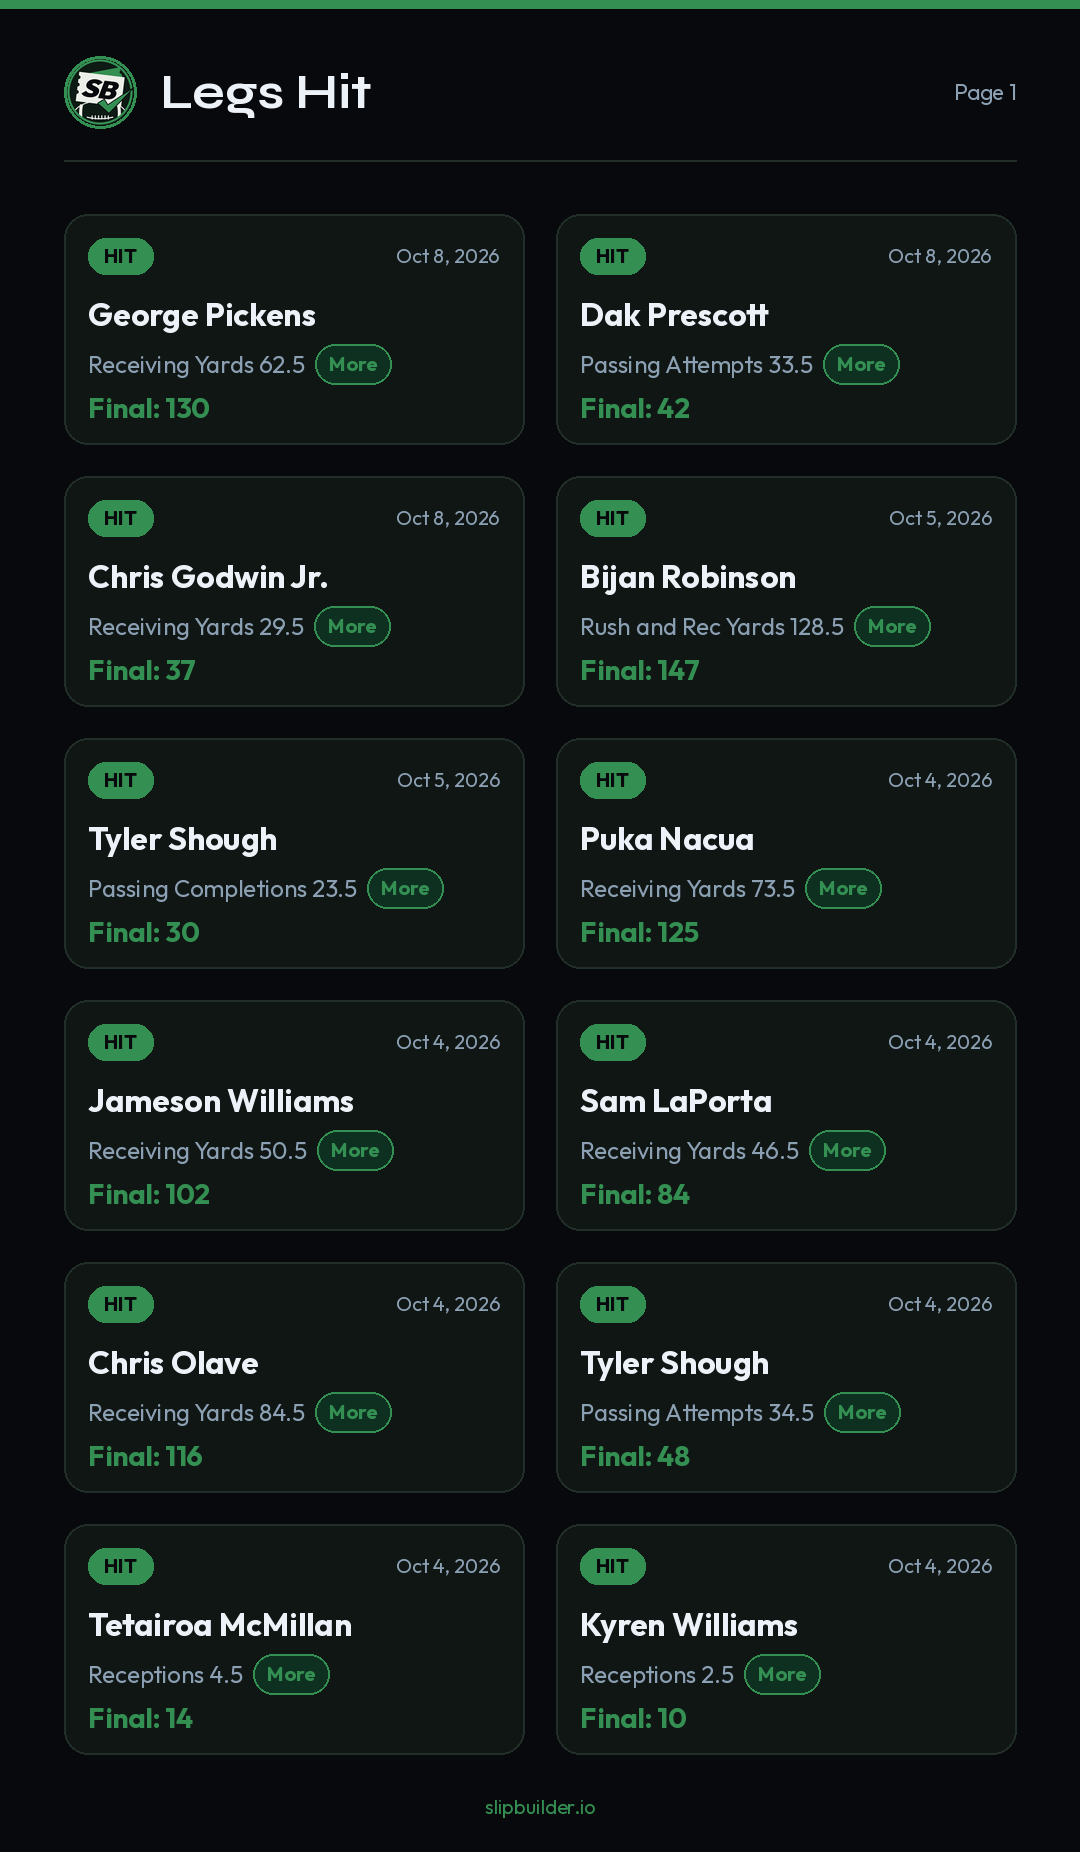 SB
Legs Hit
Page 1
HIT
Oct 8, 2026
George Pickens
Receiving Yards 62.5 More
Final: 130
HIT
Oct 8, 2026
Dak Prescott
Passing Attempts 33.5 More
Final: 42
HIT
Oct 8, 2026
Chris Godwin Jr.
Receiving Yards 29.5 More
Final: 37
HIT
Oct 5, 2026
Bijan Robinson
Rush and Rec Yards 128.5 More
Final: 147
HIT
Oct 5, 2026
Tyler Shough
Passing Completions 23.5 More
Final: 30
HIT
Oct 4, 2026
Puka Nacua
Receiving Yards 73.5 More
Final: 125
HIT
Oct 4, 2026
Jameson Williams
Receiving Yards 50.5 More
Final: 102
HIT
Oct 4, 2026
Sam LaPorta
Receiving Yards 46.5 More
Final: 84
HIT
Oct 4, 2026
Chris Olave
Receiving Yards 84.5 More
Final: 116
HIT
Oct 4, 2026
Tyler Shough
Passing Attempts 34.5 More
Final: 48
HIT
Oct 4, 2026
Tetairoa McMillan
Receptions 4.5 More
Final: 14
HIT
Oct 4, 2026
Kyren Williams
Receptions 2.5 More
Final: 10
slipbuilder.io